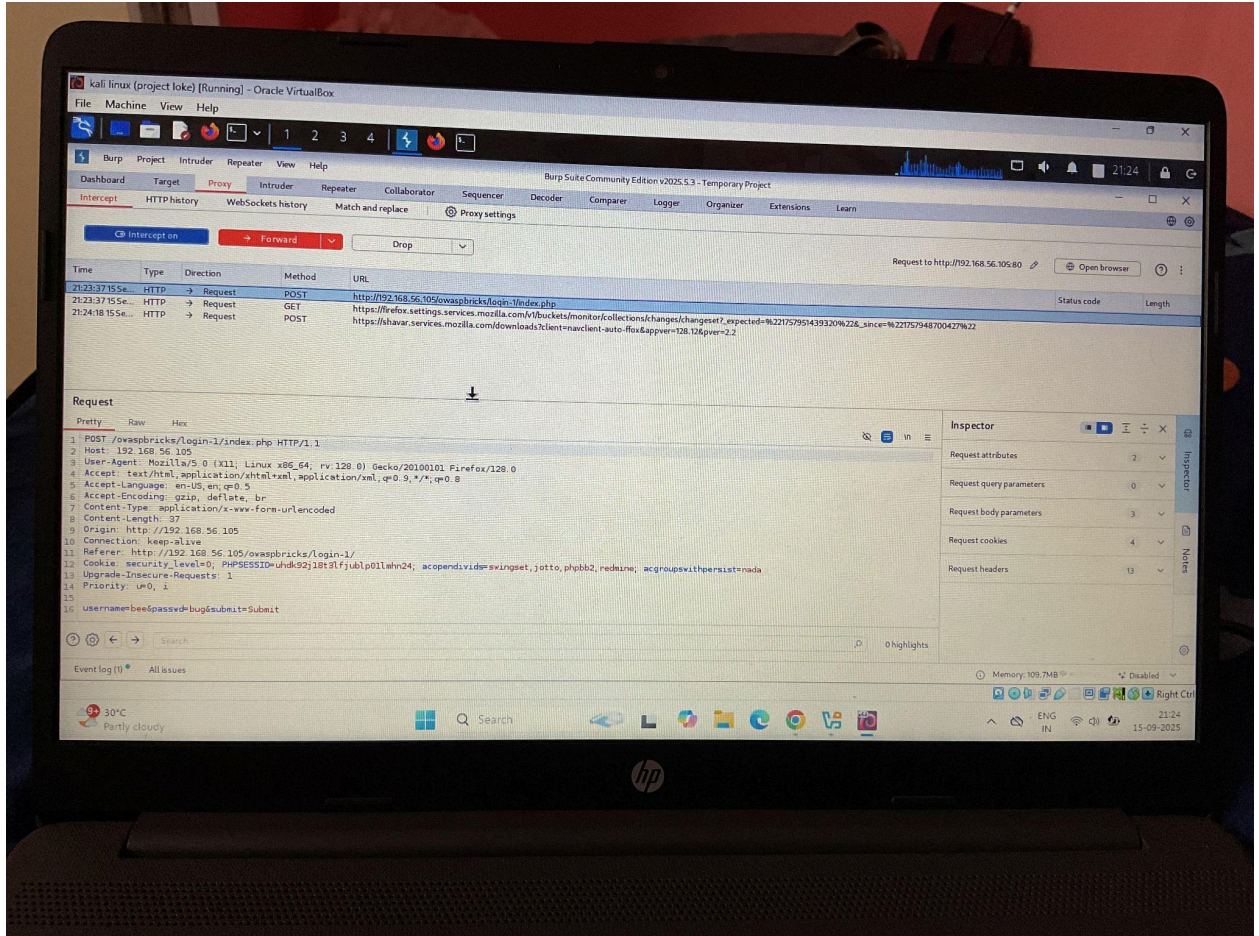 kali linux (project loke) [Running] - Oracle VirtualBox
File Machine View Help
1 2 3 4
21:24
Burp Project Intruder Repeater View Help
Burp Suite Community Edition v2025.5.3 - Temporary Project
Dashboard Target Proxy Intruder Repeater Collaborator Sequencer Decoder Comparer Logger Organizer Extensions Learn
Intercept HTTP history WebSockets history Match and replace Proxy settings
Intercept on Forward Drop
Request to http://192.168.56.105:80 Open browser
Time Type Direction Method URL Status code Length
21:23:37 15 Se... HTTP → Request POST http://192.168.56.105/owaspbricks/login-1/index.php
21:23:37 15 Se... HTTP → Request GET https://firefox.settings.services.mozilla.com/v1/buckets/monitor/collections/changes/changeset?_expected=%221757951439320%22&_since=%221757948700427%22
21:24:18 15 Se... HTTP → Request POST https://shavar.services.mozilla.com/downloads?client=navclient-auto-ffox&appver=128.12&pver=2.2
Request
Pretty Raw Hex
\n
1 POST /owaspbricks/login-1/index.php HTTP/1.1
2 Host: 192.168.56.105
3 User-Agent: Mozilla/5.0 (X11; Linux x86_64; rv:128.0) Gecko/20100101 Firefox/128.0
4 Accept: text/html,application/xhtml+xml,application/xml,q=0.9,*/*;q=0.8
5 Accept-Language: en-US,en;q=0.5
6 Accept-Encoding: gzip, deflate, br
7 Content-Type: application/x-www-form-urlencoded
8 Content-Length: 37
9 Origin: http://192.168.56.105
10 Connection: keep-alive
11 Referer: http://192.168.56.105/owaspbricks/login-1/
12 Cookie: security_level=0; PHPSESSID=uhdk92j18t3lfjublp01lmhn24; acopendivids=swingset,jotto,phpbb2,redmine; acgroupswithpersist=nada
13 Upgrade-Insecure-Requests: 1
14 Priority: u=0, i
15
16 username=bee&passwd=bug&submit=Submit
Inspector
Request attributes 2
Request query parameters 0
Request body parameters 3
Request cookies 4
Request headers 13
Inspector
Notes
Search
0 highlights
Event log (1) All issues
Memory: 109.7MB Disabled
Right Ctrl
9+ 30°C
Partly cloudy
Search
ENG
IN
21:24
15-09-2025
hp